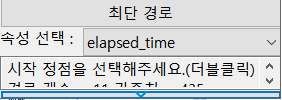 최단 경로
속성 선택 : elapsed_time
시작 정점을 선택해주세요.(더블클릭)